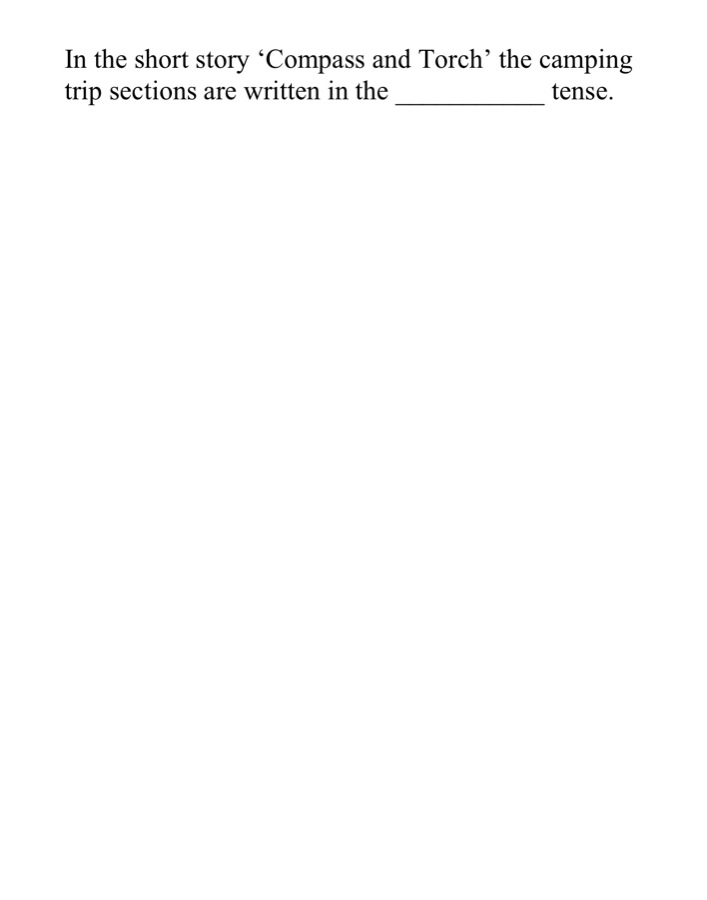 In the short story ‘Compass and Torch’ the camping
trip sections are written in the ___________ tense.